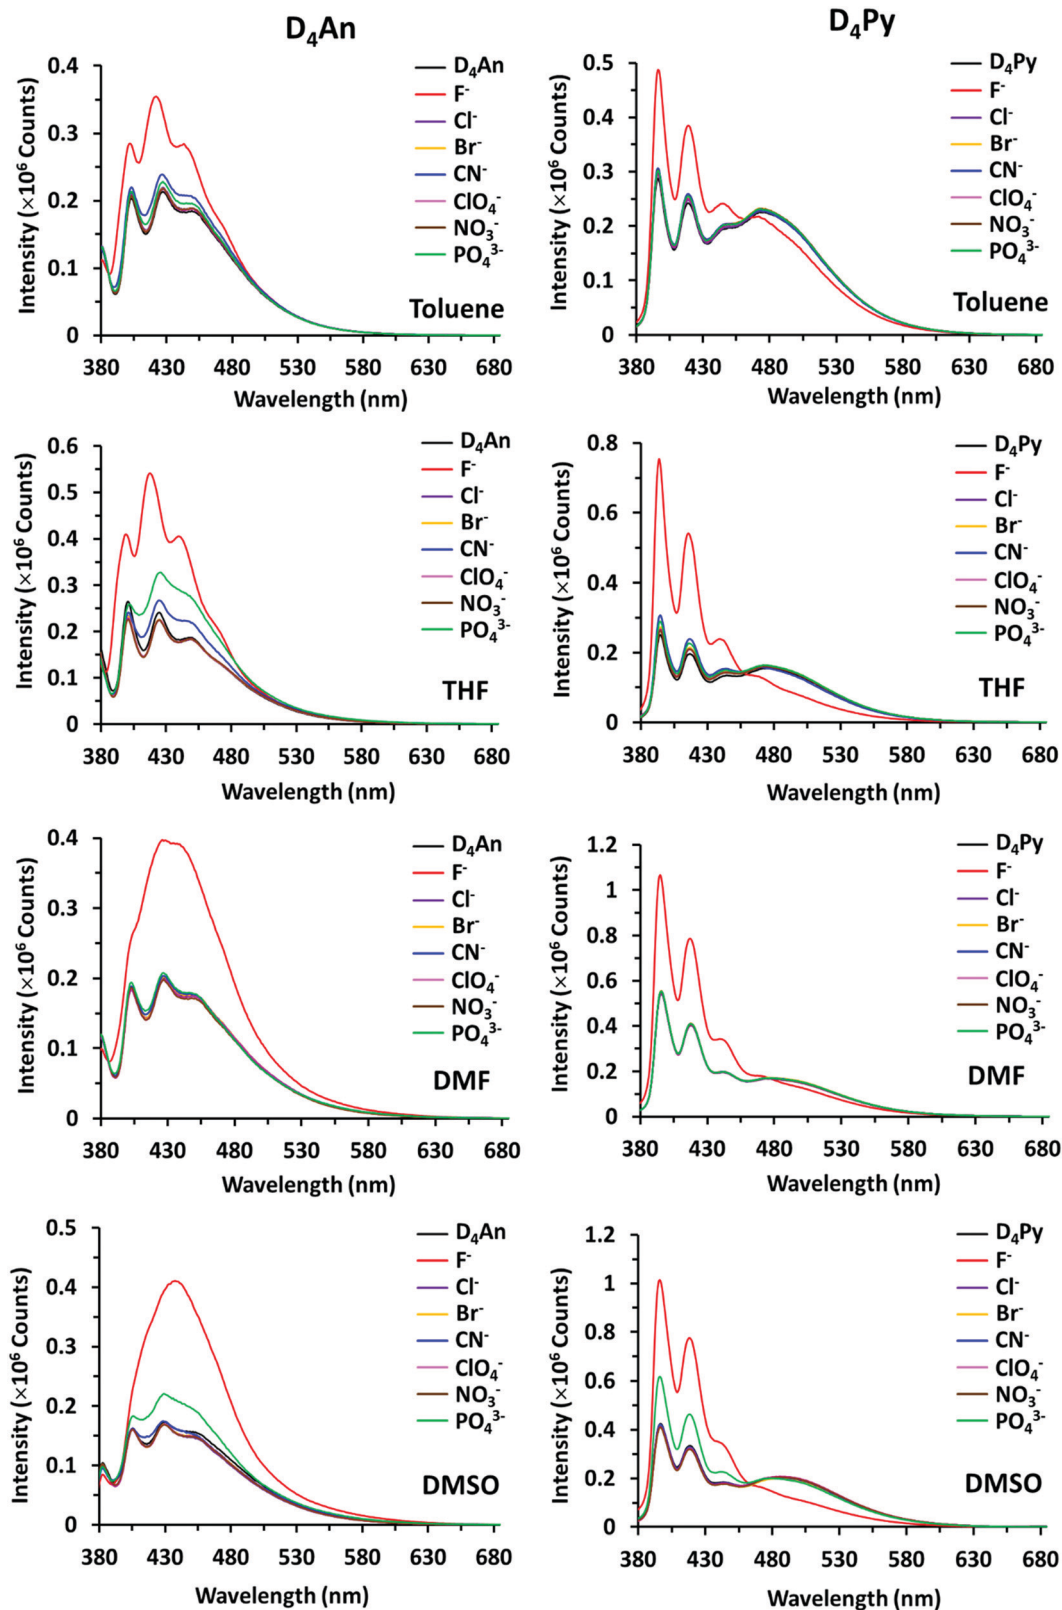 D₄An
D₄Py
Intensity (×10⁶ Counts)
0.4
0.3
0.2
0.1
0
380 430 480 530 580 630 680
Wavelength (nm)
D₄An
F⁻
Cl⁻
Br⁻
CN⁻
ClO₄⁻
NO₃⁻
PO₄³⁻
Toluene
Intensity (×10⁶ Counts)
0.5
0.4
0.3
0.2
0.1
0
380 430 480 530 580 630 680
Wavelength (nm)
D₄Py
F⁻
Cl⁻
Br⁻
CN⁻
ClO₄⁻
NO₃⁻
PO₄³⁻
Toluene
Intensity (×10⁶ Counts)
0.6
0.5
0.4
0.3
0.2
0.1
0
380 430 480 530 580 630 680
Wavelength (nm)
D₄An
F⁻
Cl⁻
Br⁻
CN⁻
ClO₄⁻
NO₃⁻
PO₄³⁻
THF
Intensity (×10⁶ Counts)
0.8
0.6
0.4
0.2
0
380 430 480 530 580 630 680
Wavelength (nm)
D₄Py
F⁻
Cl⁻
Br⁻
CN⁻
ClO₄⁻
NO₃⁻
PO₄³⁻
THF
Intensity (×10⁶ Counts)
0.4
0.3
0.2
0.1
0
380 430 480 530 580 630 680
Wavelength (nm)
D₄An
F⁻
Cl⁻
Br⁻
CN⁻
ClO₄⁻
NO₃⁻
PO₄³⁻
DMF
Intensity (×10⁶ Counts)
1.2
1
0.8
0.6
0.4
0.2
0
380 430 480 530 580 630 680
Wavelength (nm)
D₄Py
F⁻
Cl⁻
Br⁻
CN⁻
ClO₄⁻
NO₃⁻
PO₄³⁻
DMF
Intensity (×10⁶ Counts)
0.5
0.4
0.3
0.2
0.1
0
380 430 480 530 580 630 680
Wavelength (nm)
D₄An
F⁻
Cl⁻
Br⁻
CN⁻
ClO₄⁻
NO₃⁻
PO₄³⁻
DMSO
Intensity (×10⁶ Counts)
1.2
1
0.8
0.6
0.4
0.2
0
380 430 480 530 580 630 680
Wavelength (nm)
D₄Py
F⁻
Cl⁻
Br⁻
CN⁻
ClO₄⁻
NO₃⁻
PO₄³⁻
DMSO